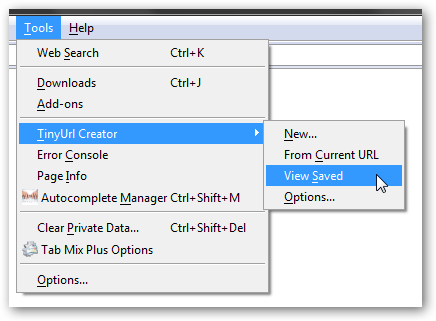 Tools Help
Web Search Ctrl+K
Downloads Ctrl+J
Add-ons
TinyUrl Creator
Error Console
Page Info
Autocomplete Manager Ctrl+Shift+M
Clear Private Data... Ctrl+Shift+Del
Tab Mix Plus Options
Options...
New...
From Current URL
View Saved
Options...